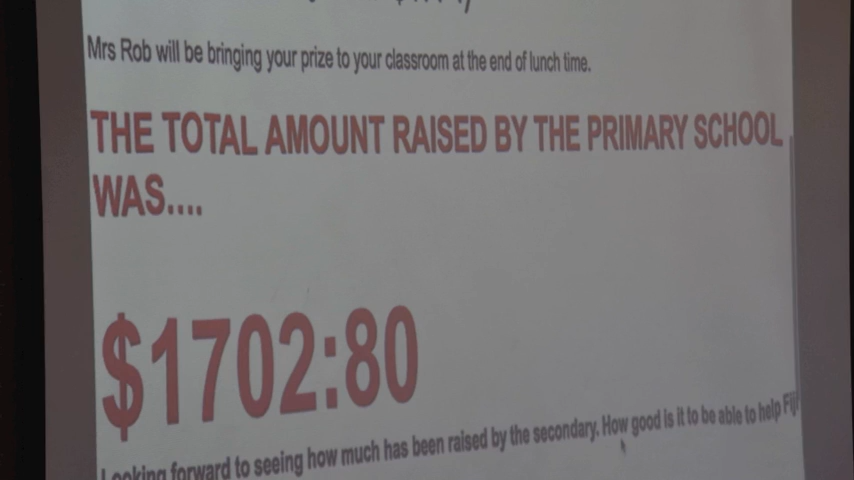 Mrs Rob will be bringing your prize to your classroom at the end of lunch time.
THE TOTAL AMOUNT RAISED BY THE PRIMARY SCHOOL
WAS....
$1702:80
Looking forward to seeing how much has been raised by the secondary. How good is it to be able to help Fiji